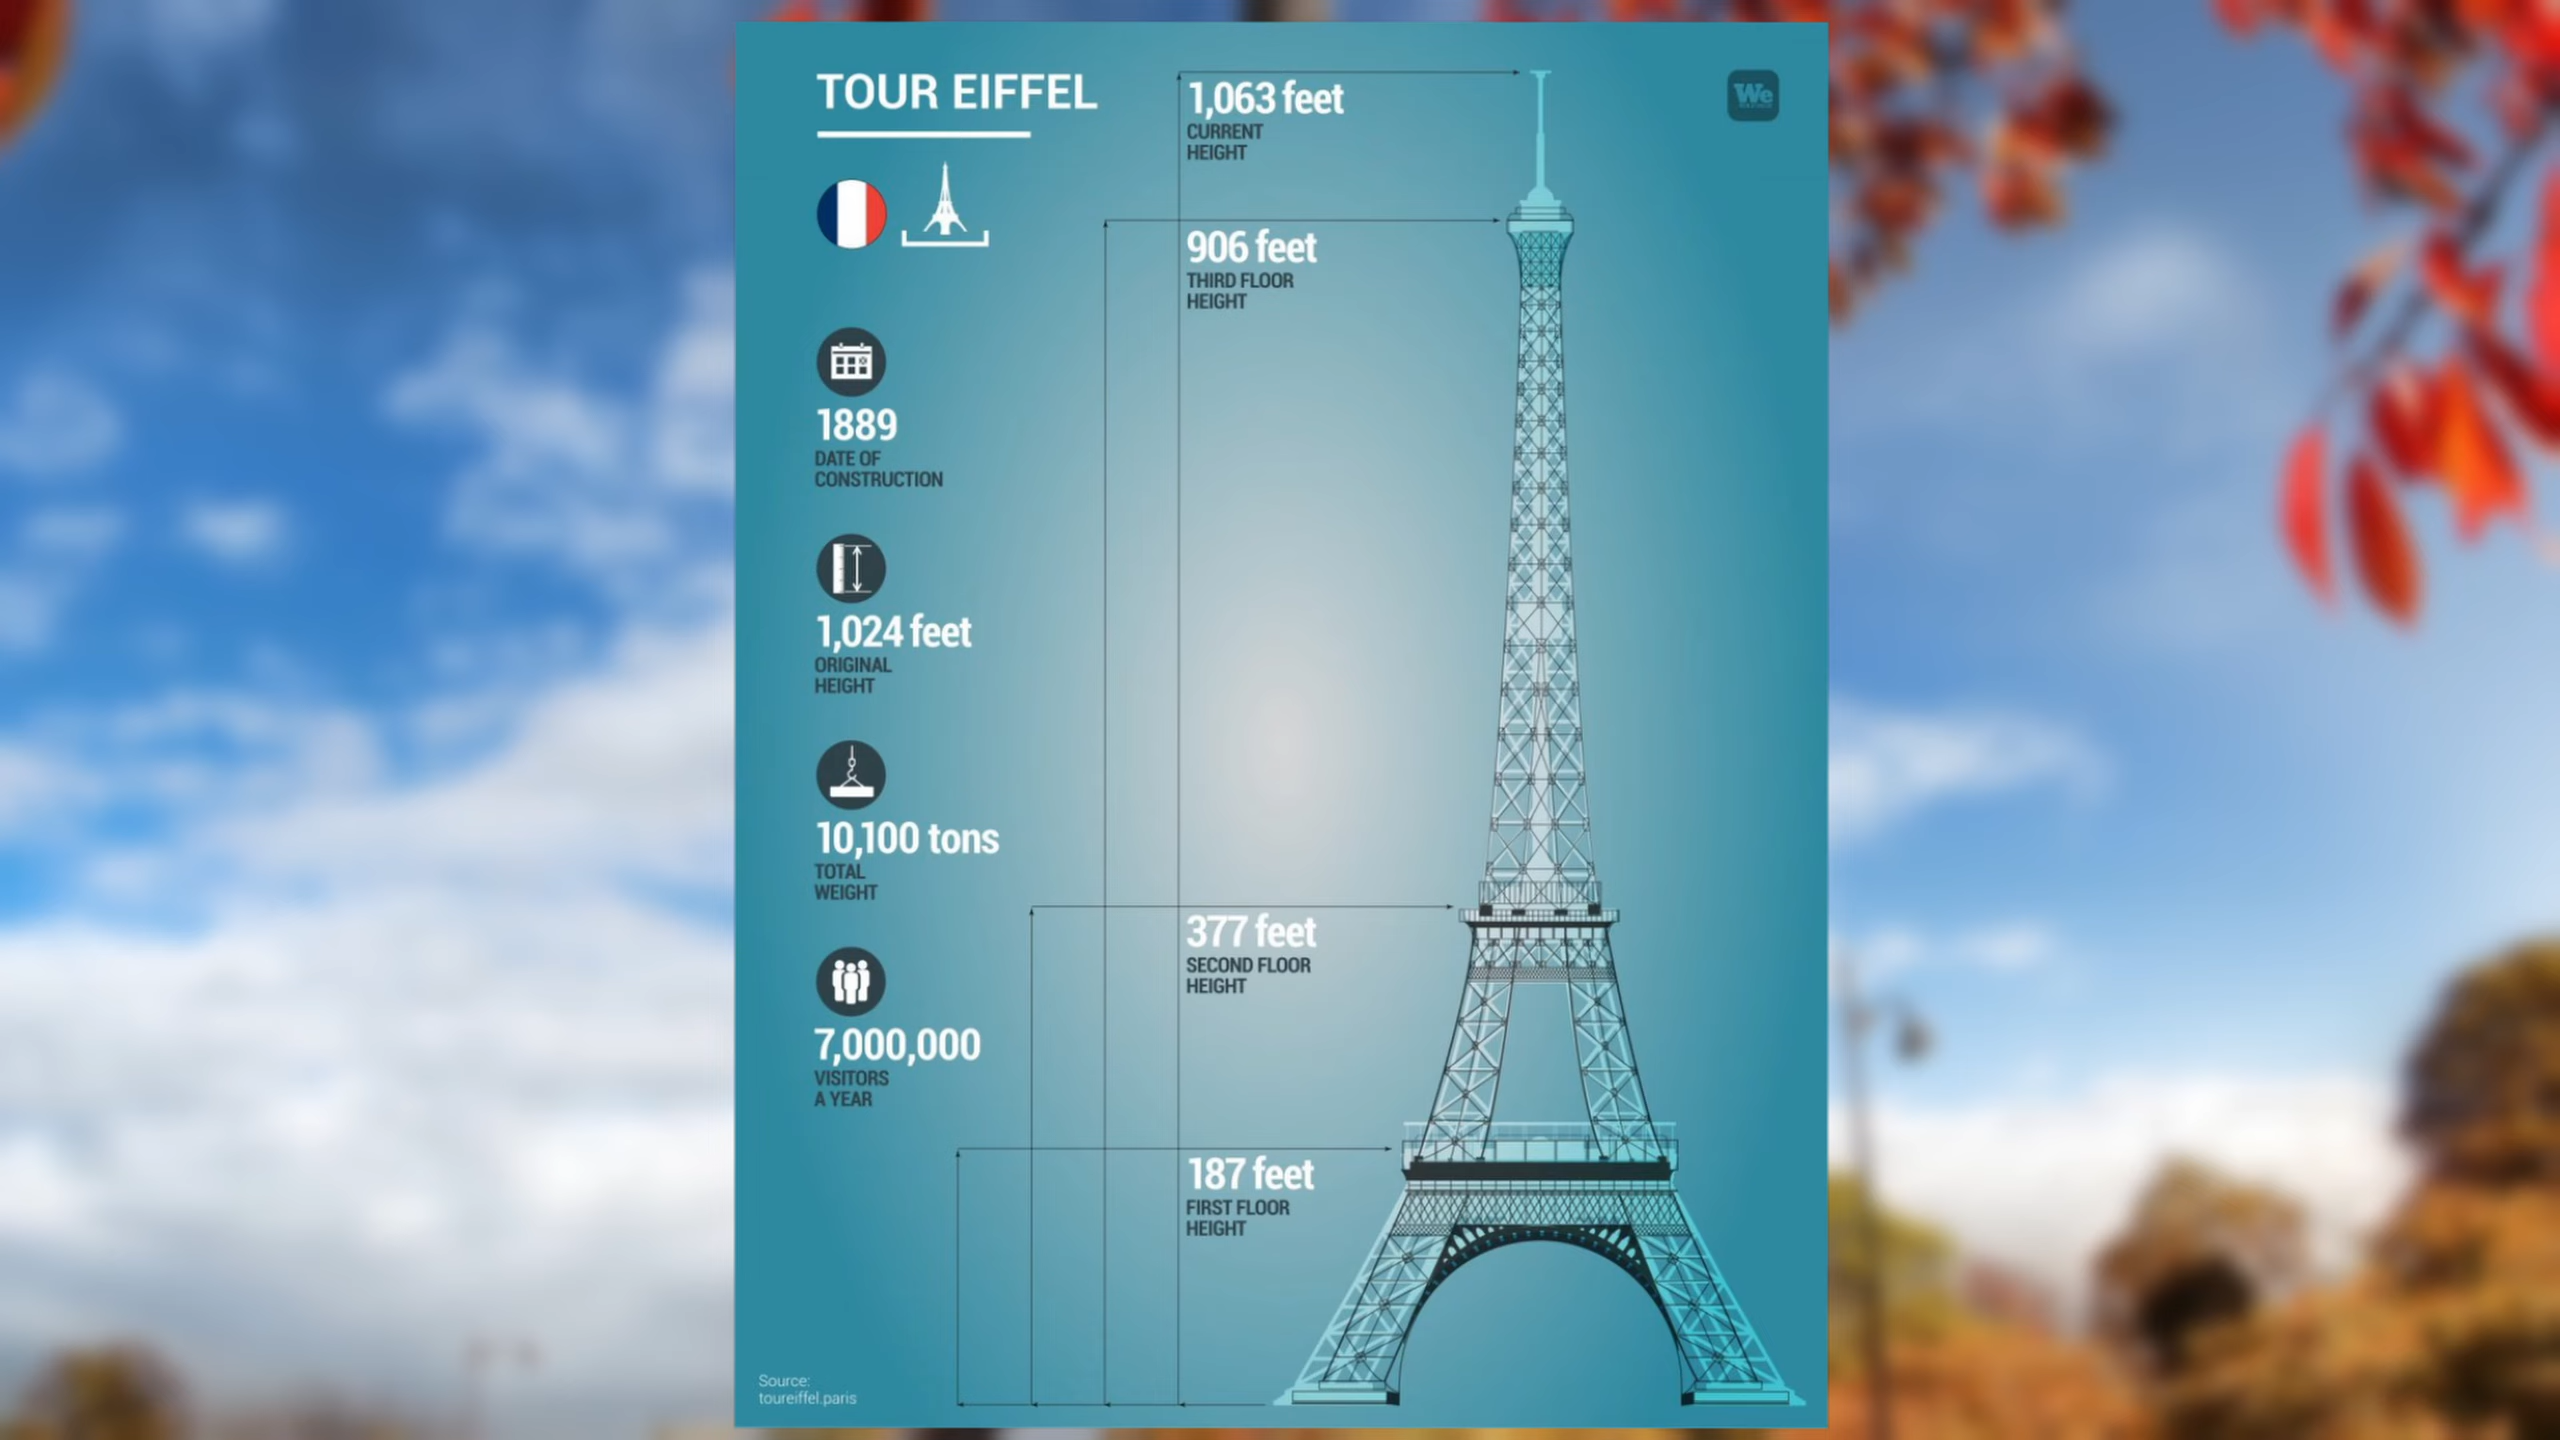 TOUR EIFFEL
1889
DATE OF
CONSTRUCTION
1,024 feet
ORIGINAL
HEIGHT
10,100 tons
TOTAL
WEIGHT
7,000,000
VISITORS
A YEAR
1,063 feet
CURRENT
HEIGHT
906 feet
THIRD FLOOR
HEIGHT
377 feet
SECOND FLOOR
HEIGHT
187 feet
FIRST FLOOR
HEIGHT
We
Source:
toureiffel.paris